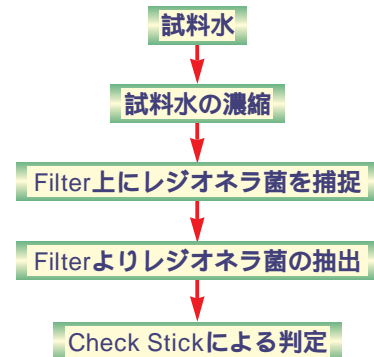 試料水
試料水の濃縮
Filter上にレジオネラ菌を捕捉
Filterよりレジオネラ菌の抽出
Check Stickによる判定